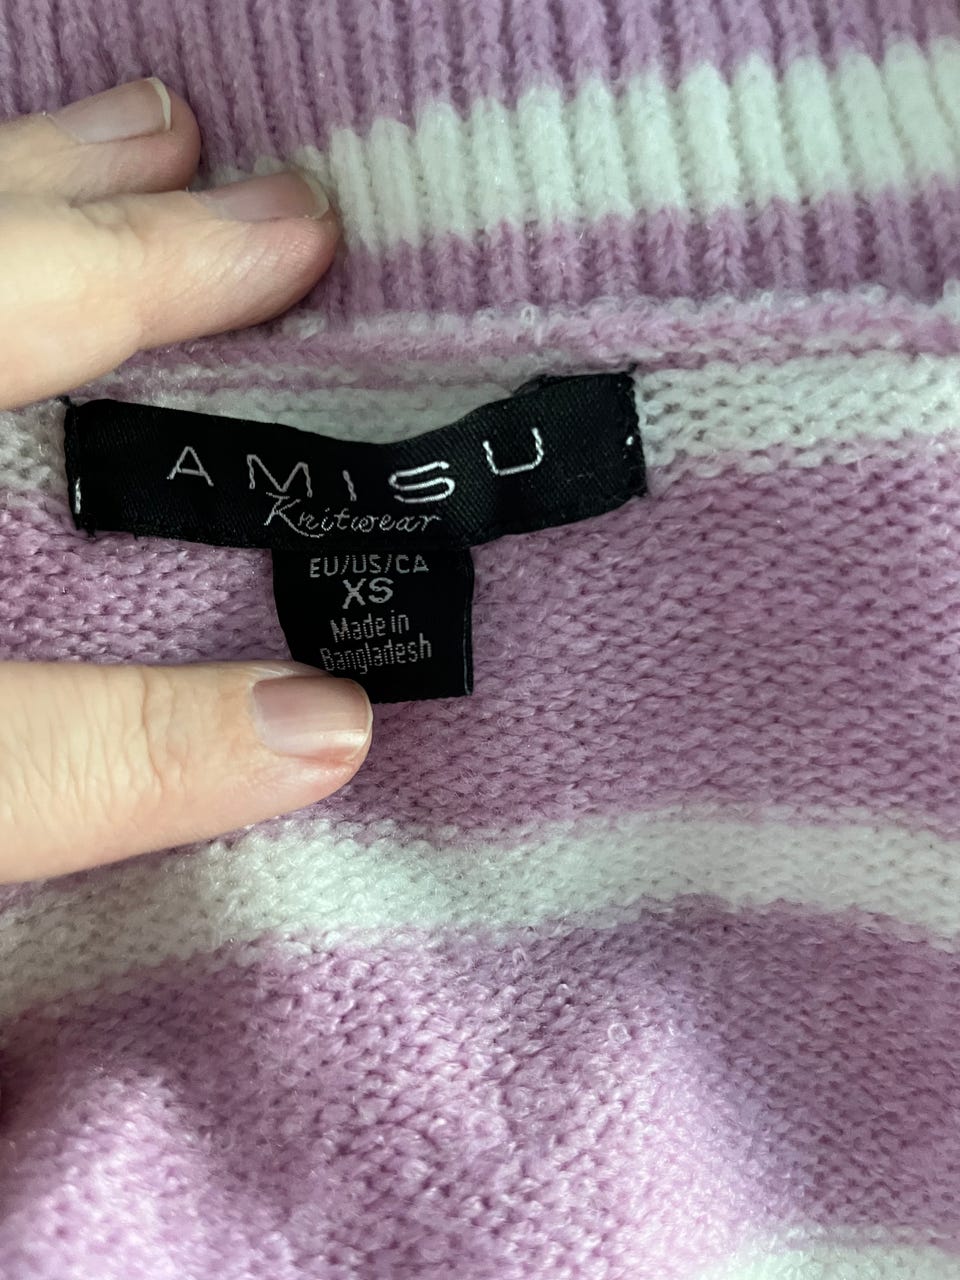 AMISU
Knitwear
EU/US/CA
XS
Made in
Bangladesh